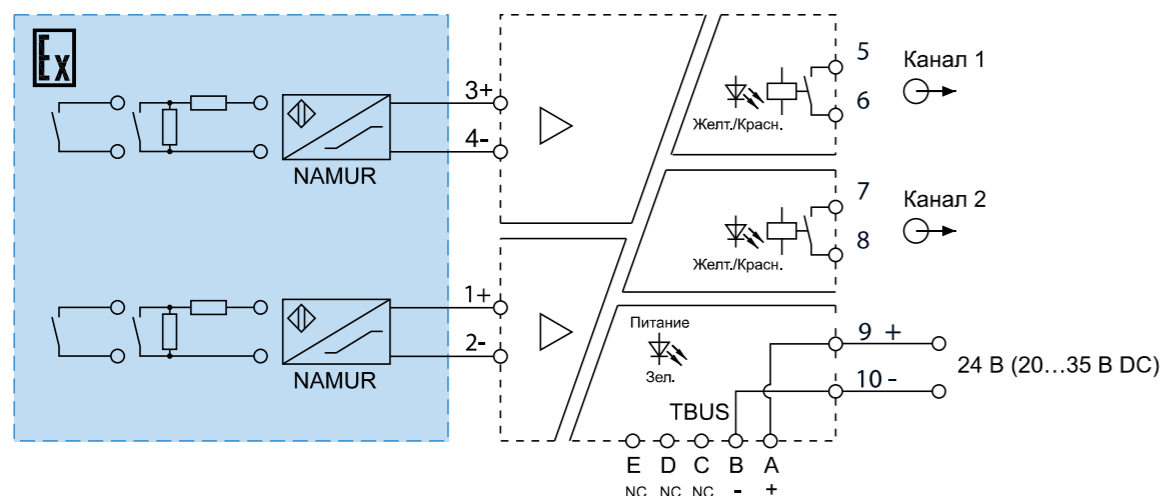 Ex
3+
4-
NAMUR
1+
2-
NAMUR
Желт./Красн.
5
6
Канал 1
Желт./Красн.
7
8
Канал 2
Питание
Зел.
9 +
10 -
24 В (20...35 В DC)
TBUS
E D C B A
NC NC NC - +